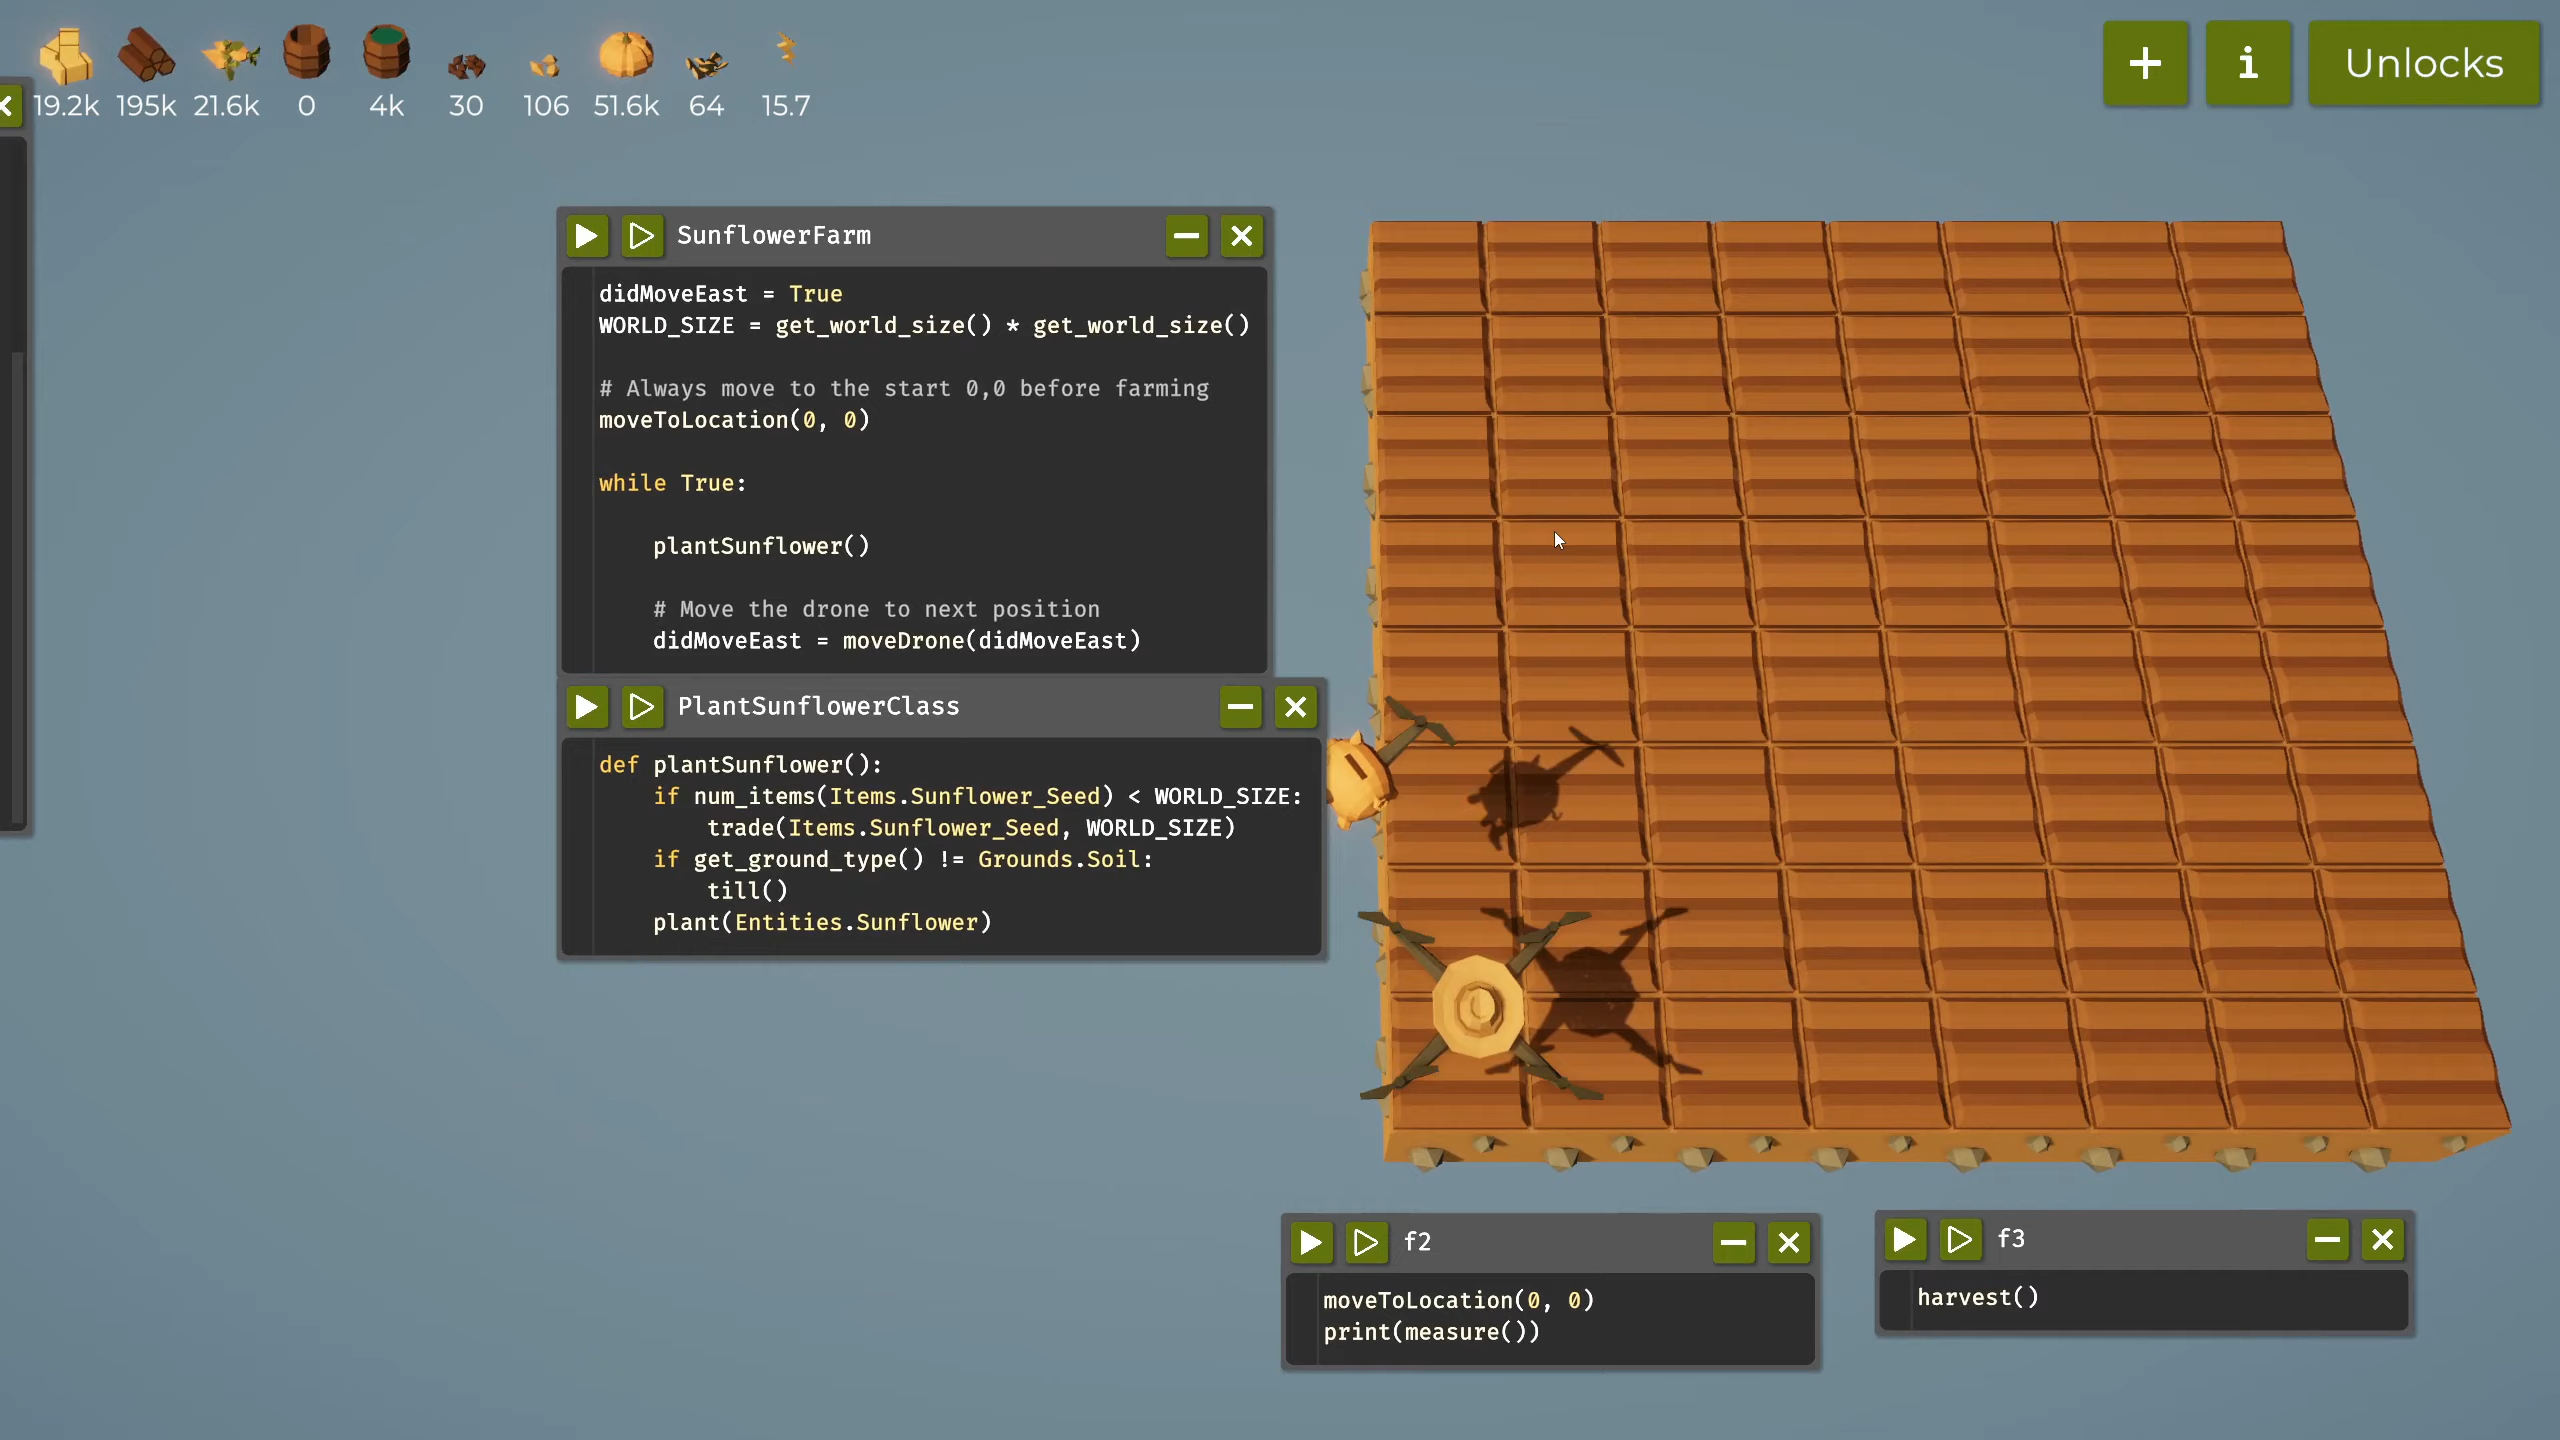 19.2k 195k 21.6k 0 4k 30 106 51.6k 64 15.7
+ i Unlocks
SunflowerFarm
didMoveEast = True
WORLD_SIZE = get_world_size() * get_world_size()
# Always move to the start 0,0 before farming
moveToLocation(0, 0)
while True:
plantSunflower()
# Move the drone to next position
didMoveEast = moveDrone(didMoveEast)
PlantSunflowerClass
def plantSunflower():
if num_items(Items.Sunflower_Seed) < WORLD_SIZE:
trade(Items.Sunflower_Seed, WORLD_SIZE)
if get_ground_type() != Grounds.Soil:
till()
plant(Entities.Sunflower)
f2
moveToLocation(0, 0)
print(measure())
f3
harvest()